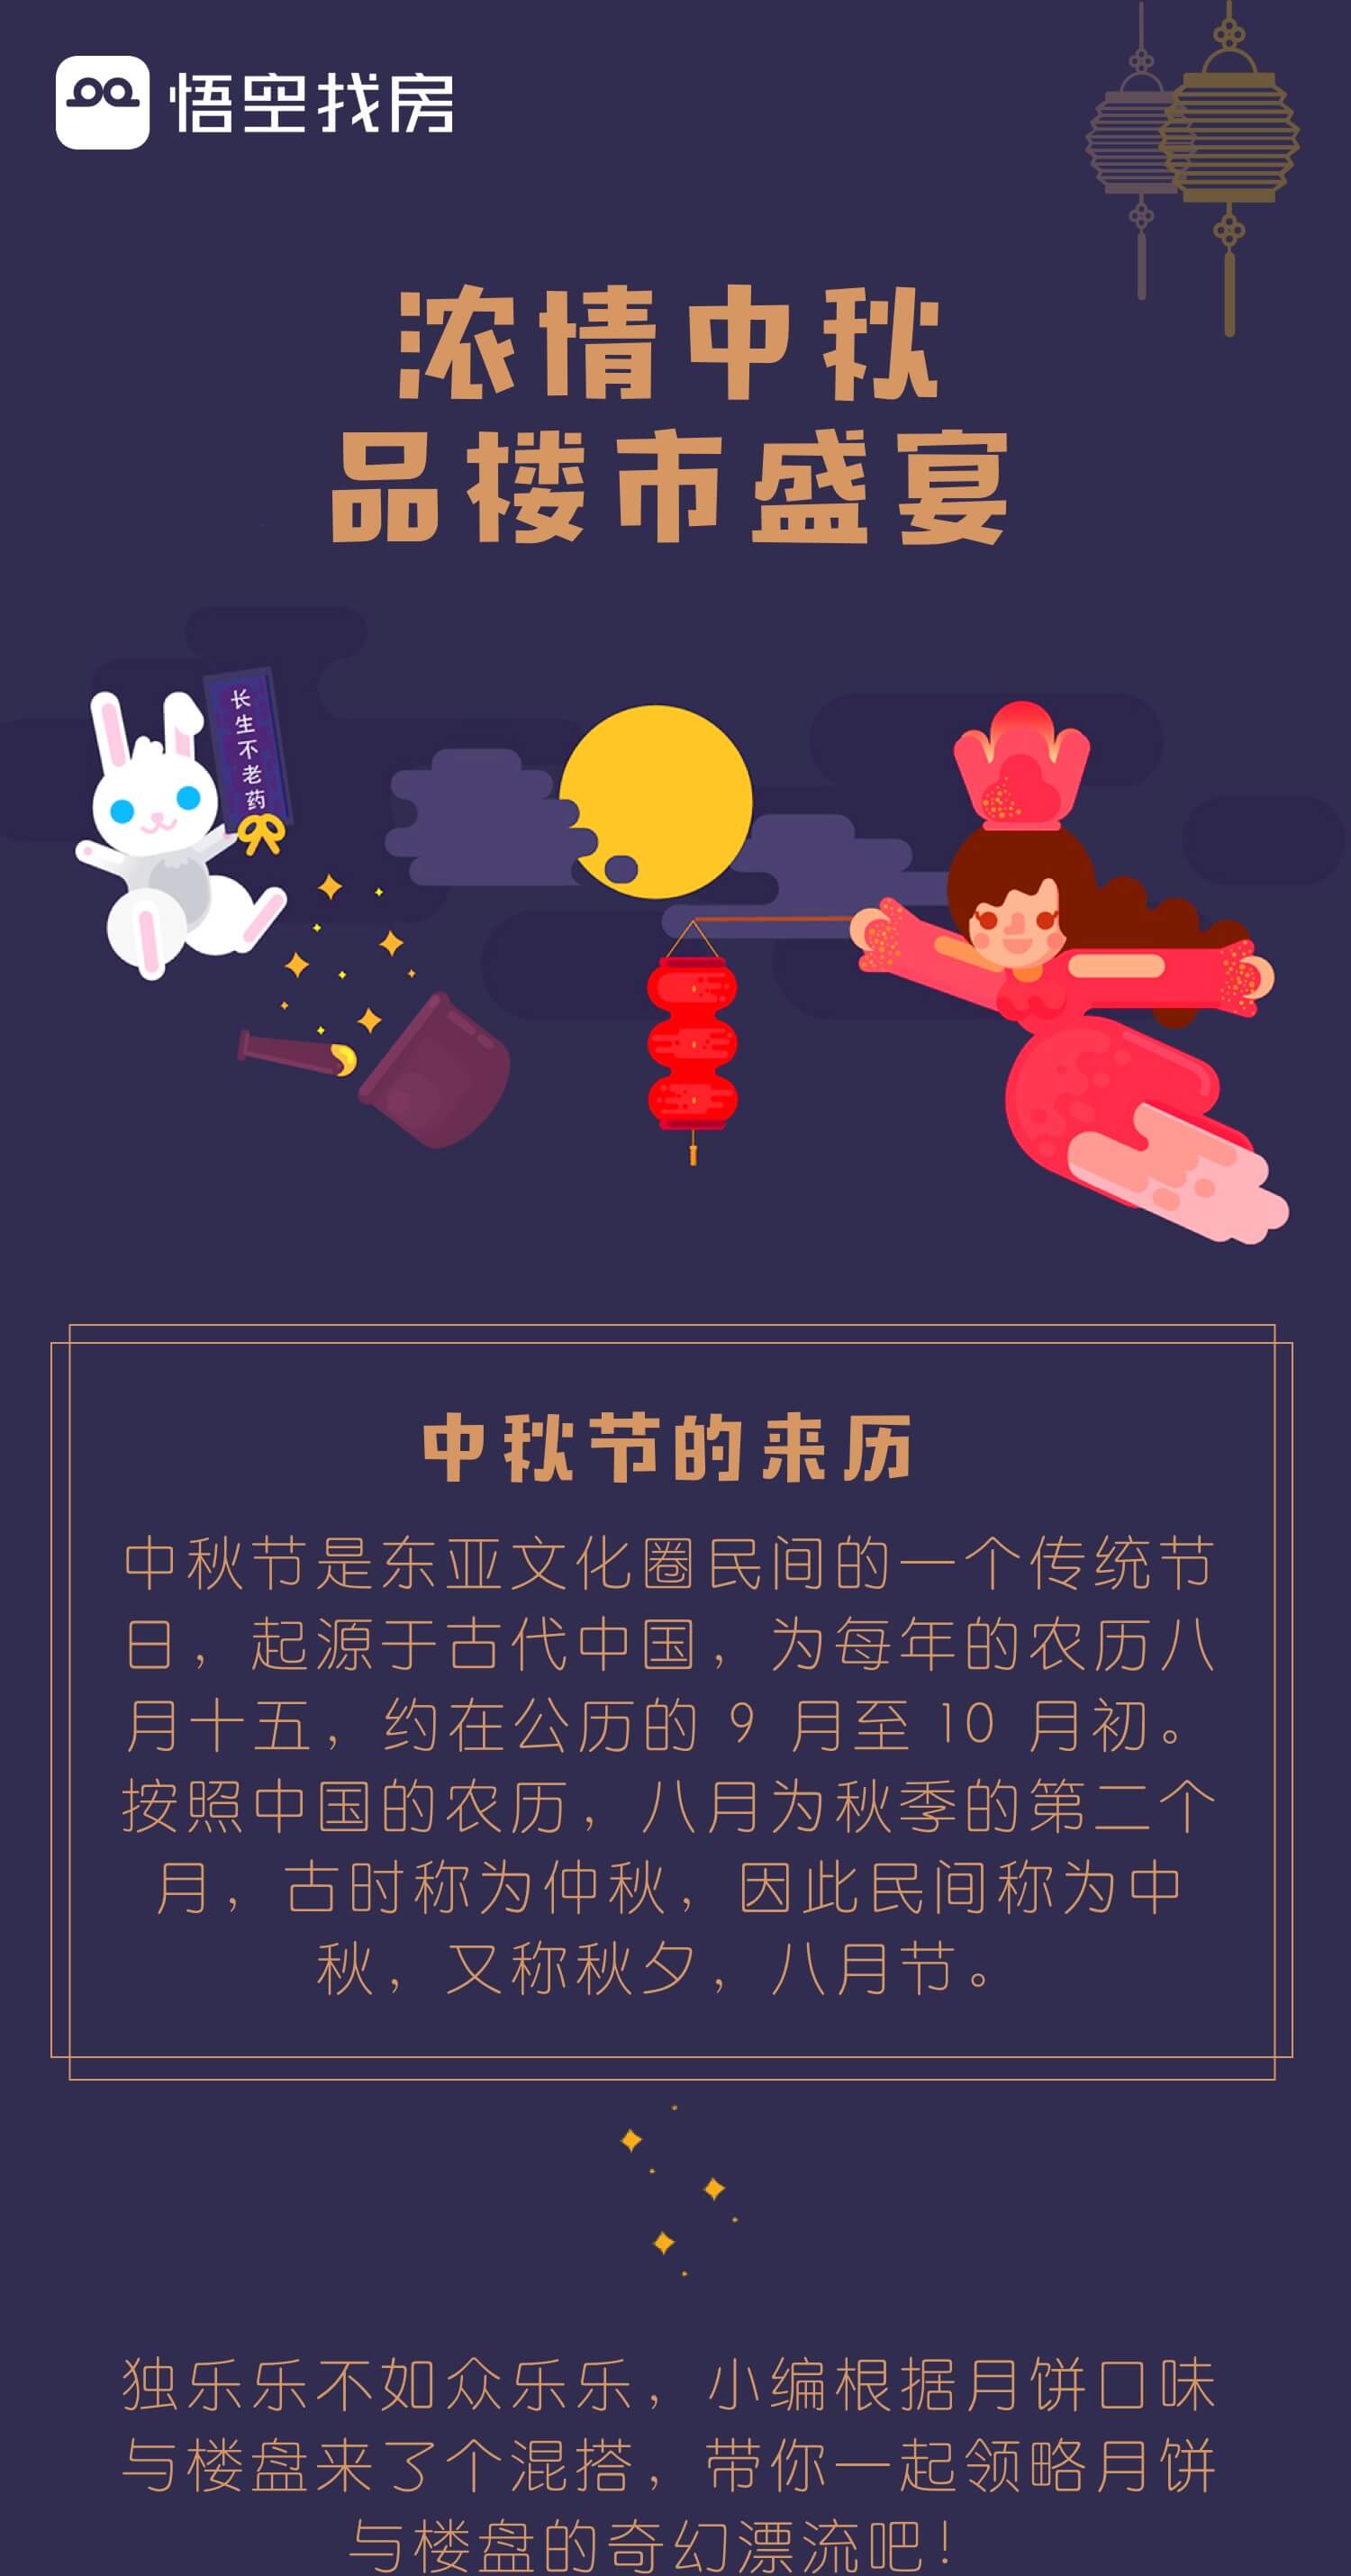 悟空找房
浓情中秋
品楼市盛宴
长生不老药
中秋节的来历
中秋节是东亚文化圈民间的一个传统节
日，起源于古代中国，为每年的农历八
月十五，约在公历的 9 月至 10 月初。
按照中国的农历，八月为秋季的第二个
月，古时称为仲秋，因此民间称为中
秋，又称秋夕，八月节。
独乐乐不如众乐乐，小编根据月饼口味
与楼盘来了个混搭，带你一起领略月饼
与楼盘的奇幻漂流吧！